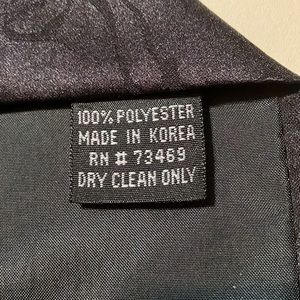 100% POLYESTER
MADE IN KOREA
RN # 73469
DRY CLEAN ONLY